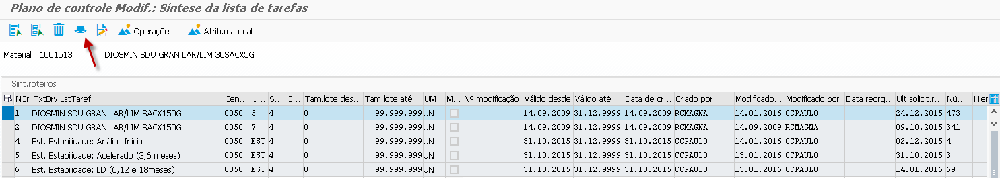 Plano de controle Modif.: Síntese da lista de tarefas
Operações Atrib.material
Material 1001513 DIOSMIN SDU GRAN LAR/LIM 30SACX5G
Sínt.roteiros
NGr TxtBrv.LstTaref. Cen... U... S... G... Tam.lote des... Tam.lote até UM M... Nº modificação Válido desde Válido até Data de cr... Criado por Modificado... Modificado por Data reorg... Últ.solicit.r... Nú... Hier
1 DIOSMIN SDU GRAN LAR/LIM SACX150G 0050 5 4 0 99.999.999 UN 14.09.2009 31.12.9999 14.09.2009 RCMAGNA 14.01.2016 CCPAULO 24.12.2015 473
2 DIOSMIN SDU GRAN LAR/LIM SACX150G 0050 7 4 0 99.999.999 UN 14.09.2009 31.12.9999 14.09.2009 RCMAGNA 14.09.2009 RCMAGNA 09.10.2015 341
4 Est. Estabilidade: Análise Inicial 0050 EST 4 0 99.999.999 UN 31.10.2015 31.12.9999 31.10.2015 CCPAULO 14.01.2016 CCPAULO 02.12.2015 4
5 Est. Estabilidade: Acelerado (3,6 meses) 0050 EST 4 0 99.999.999 UN 31.10.2015 31.12.9999 31.10.2015 CCPAULO 13.01.2016 CCPAULO 31.10.2015 3
6 Est. Estabilidade: LD (6,12 e 18meses) 0050 EST 4 0 99.999.999 UN 31.10.2015 31.12.9999 31.10.2015 CCPAULO 13.01.2016 CCPAULO 14.01.2016 69